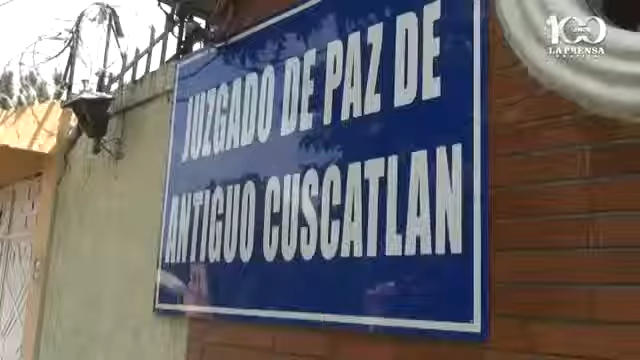 JUZGADO DE PAZ DE
ANTIGUO CUSCATLAN
100
LA PRENSA